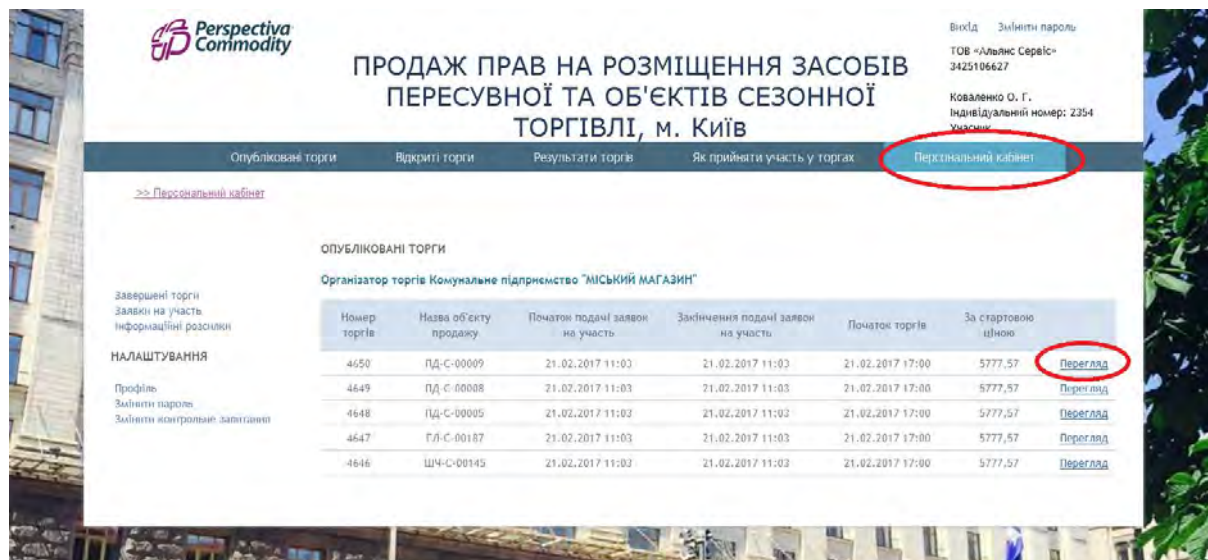 Perspectiva
Commodity
Вихід Змінити пароль
ТОВ «Альянс Сервіс»
3425106627
Коваленко О. Г.
Індивідуальний номер: 2354
Учасник
ПРОДАЖ ПРАВ НА РОЗМІЩЕННЯ ЗАСОБІВ
ПЕРЕСУВНОЇ ТА ОБ'ЄКТІВ СЕЗОННОЇ
ТОРГІВЛІ, м. Київ
Опубліковані торги Відкриті торги Результати торгів Як прийняти участь у торгах Персональний кабінет
>> Персональний кабінет
ОПУБЛІКОВАНІ ТОРГИ
Організатор торгів Комунальне підприємство "МІСЬКИЙ МАГАЗИН"
Завершені торги
Заявки на участь
Інформаційні розсилки
НАЛАШТУВАННЯ
Профіль
Змінити пароль
Змінити контрольне запитання
Номер торгів Назва об'єкту продажу Початок подачі заявок на участь Закінчення подачі заявок на участь Початок торгів За стартовою ціною
4650 ПД-С-00009 21.02.2017 11:03 21.02.2017 11:03 21.02.2017 17:00 5777,57 Перегляд
4649 ПД-С-00008 21.02.2017 11:03 21.02.2017 11:03 21.02.2017 17:00 5777,57 Перегляд
4648 ПД-С-00005 21.02.2017 11:03 21.02.2017 11:03 21.02.2017 17:00 5777,57 Перегляд
4647 ГЛ-С-00187 21.02.2017 11:03 21.02.2017 11:03 21.02.2017 17:00 5777,57 Перегляд
4646 ШЧ-С-00145 21.02.2017 11:03 21.02.2017 11:03 21.02.2017 17:00 5777,57 Перегляд